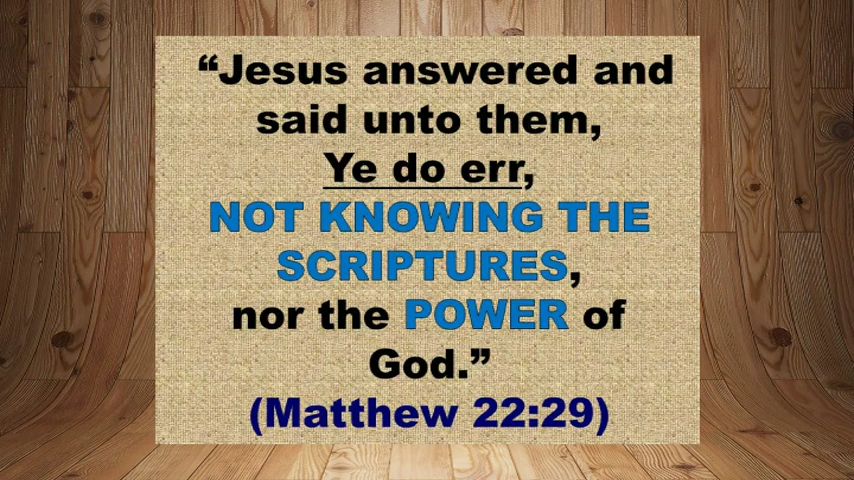 “Jesus answered and
said unto them,
Ye do err,
NOT KNOWING THE
SCRIPTURES,
nor the POWER of
God.”
(Matthew 22:29)